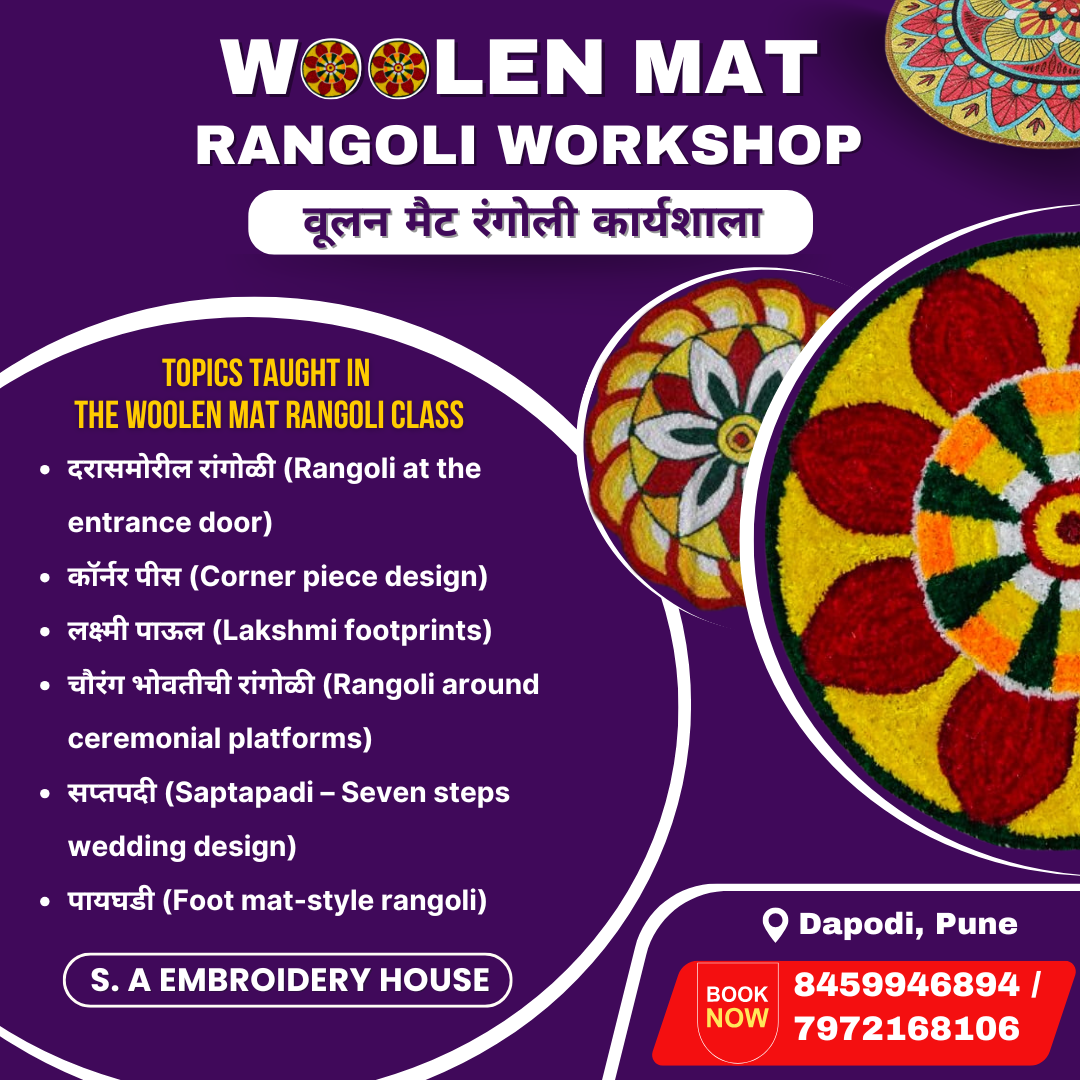 WOOLEN MAT
RANGOLI WORKSHOP
वूलन मैट रंगोली कार्यशाला
TOPICS TAUGHT IN
THE WOOLEN MAT RANGOLI CLASS
• दरासमोरील रांगोळी (Rangoli at the
entrance door)
• कॉर्नर पीस (Corner piece design)
• लक्ष्मी पाऊल (Lakshmi footprints)
• चौरंग भोवतीची रांगोळी (Rangoli around
ceremonial platforms)
• सप्तपदी (Saptapadi – Seven steps
wedding design)
• पायघडी (Foot mat-style rangoli)
S. A EMBROIDERY HOUSE
Dapodi, Pune
BOOK
NOW
8459946894 /
7972168106